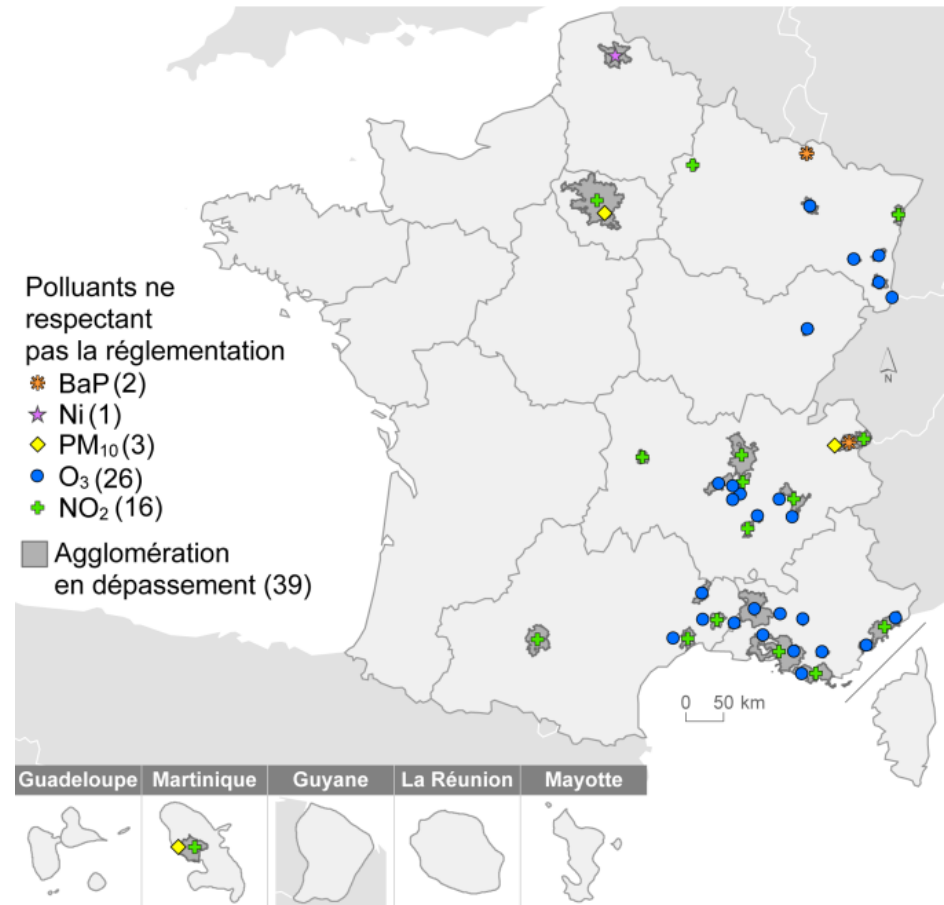 Polluants ne
respectant
pas la réglementation
BaP (2)
Ni (1)
PM₁₀ (3)
O₃ (26)
NO₂ (16)
Agglomération
en dépassement (39)
N
0 50 km
Guadeloupe Martinique Guyane La Réunion Mayotte